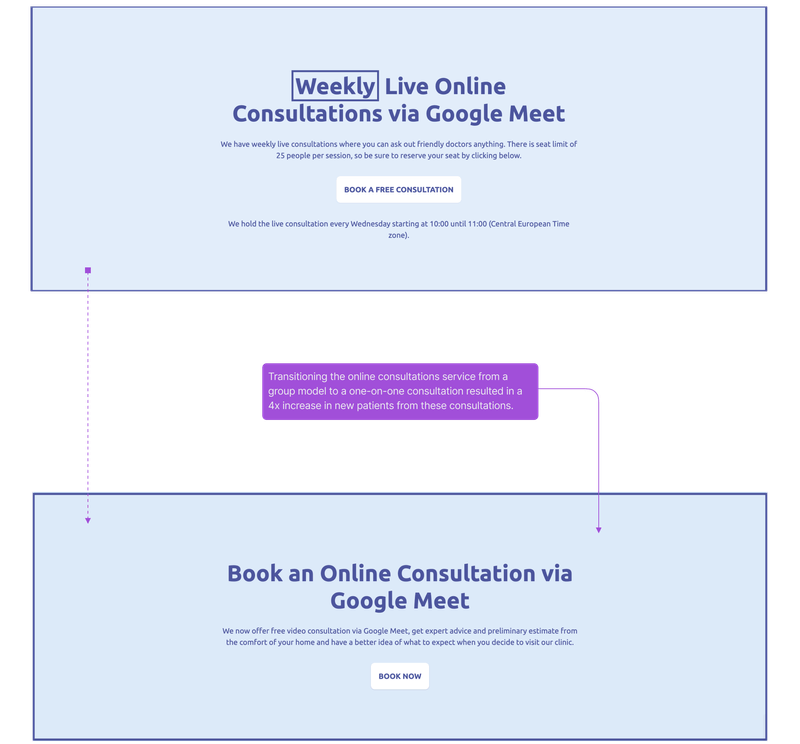 Weekly Live Online
Consultations via Google Meet
We have weekly live consultations where you can ask out friendly doctors anything. There is seat limit of
25 people per session, so be sure to reserve your seat by clicking below.
BOOK A FREE CONSULTATION
We hold the live consultation every Wednesday starting at 10:00 until 11:00 (Central European Time
zone).
Transitioning the online consultations service from a
group model to a one-on-one consultation resulted in a
4x increase in new patients from these consultations.
Book an Online Consultation via
Google Meet
We now offer free video consultation via Google Meet, get expert advice and preliminary estimate from
the comfort of your home and have a better idea of what to expect when you decide to visit our clinic.
BOOK NOW